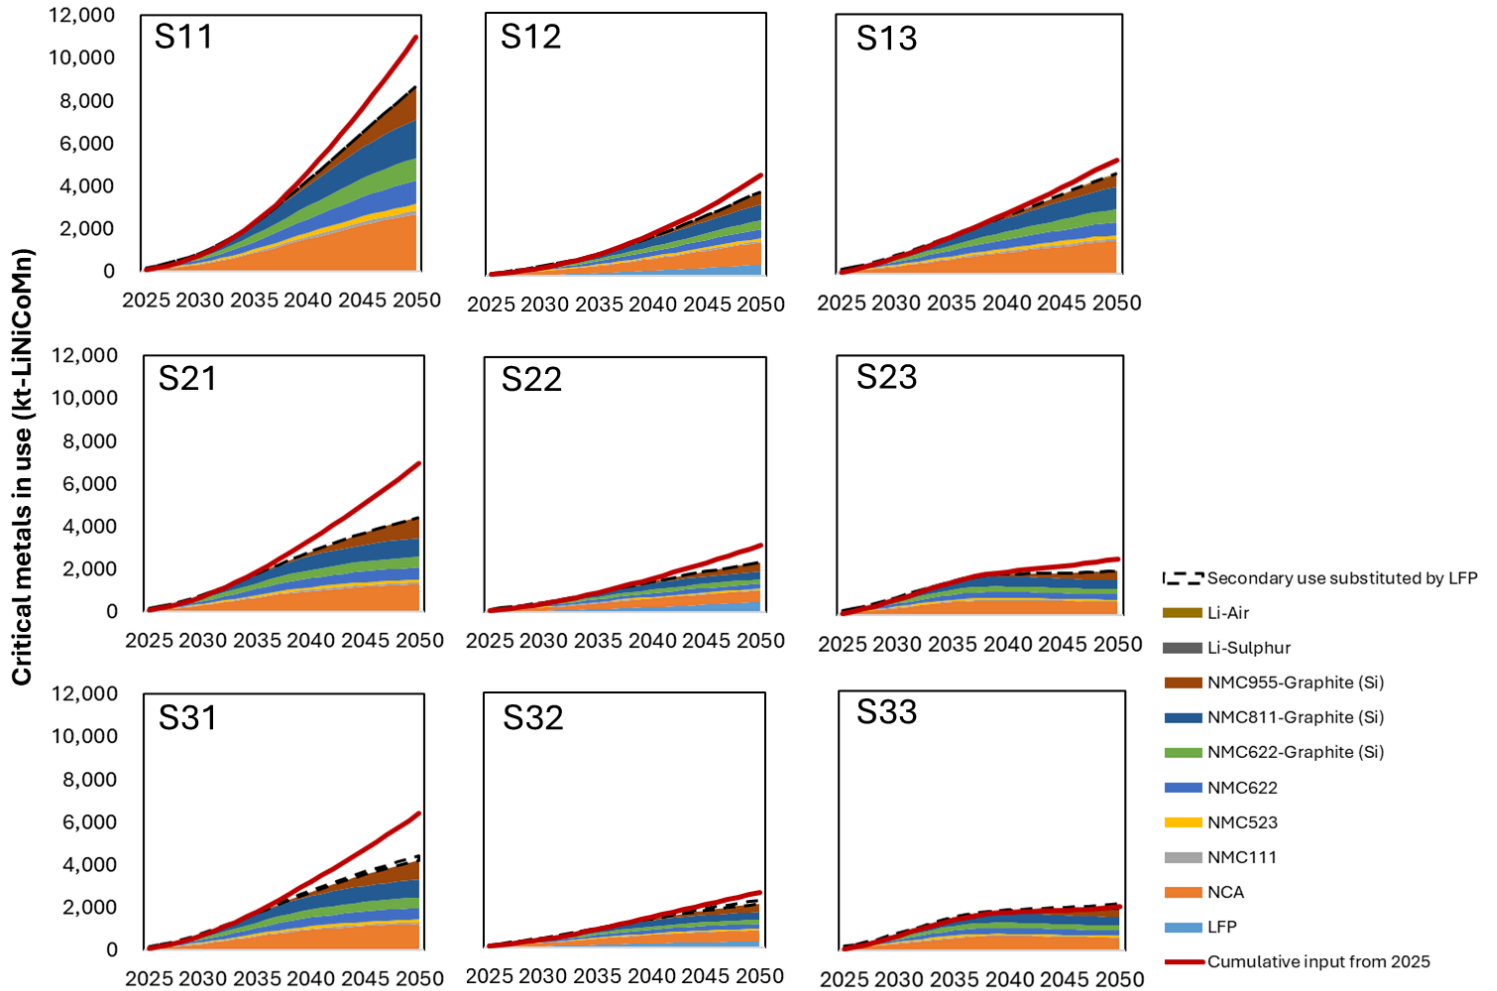 Critical metals in use (kt-LiNiCoMn)
12,000
10,000
8,000
6,000
4,000
2,000
0
S11
2025 2030 2035 2040 2045 2050
S12
2025 2030 2035 2040 2045 2050
S13
2025 2030 2035 2040 2045 2050
12,000
10,000
8,000
6,000
4,000
2,000
0
S21
2025 2030 2035 2040 2045 2050
S22
2025 2030 2035 2040 2045 2050
S23
2025 2030 2035 2040 2045 2050
12,000
10,000
8,000
6,000
4,000
2,000
0
S31
2025 2030 2035 2040 2045 2050
S32
2025 2030 2035 2040 2045 2050
S33
2025 2030 2035 2040 2045 2050
Secondary use substituted by LFP
Li-Air
Li-Sulphur
NMC955-Graphite (Si)
NMC811-Graphite (Si)
NMC622-Graphite (Si)
NMC622
NMC523
NMC111
NCA
LFP
Cumulative input from 2025